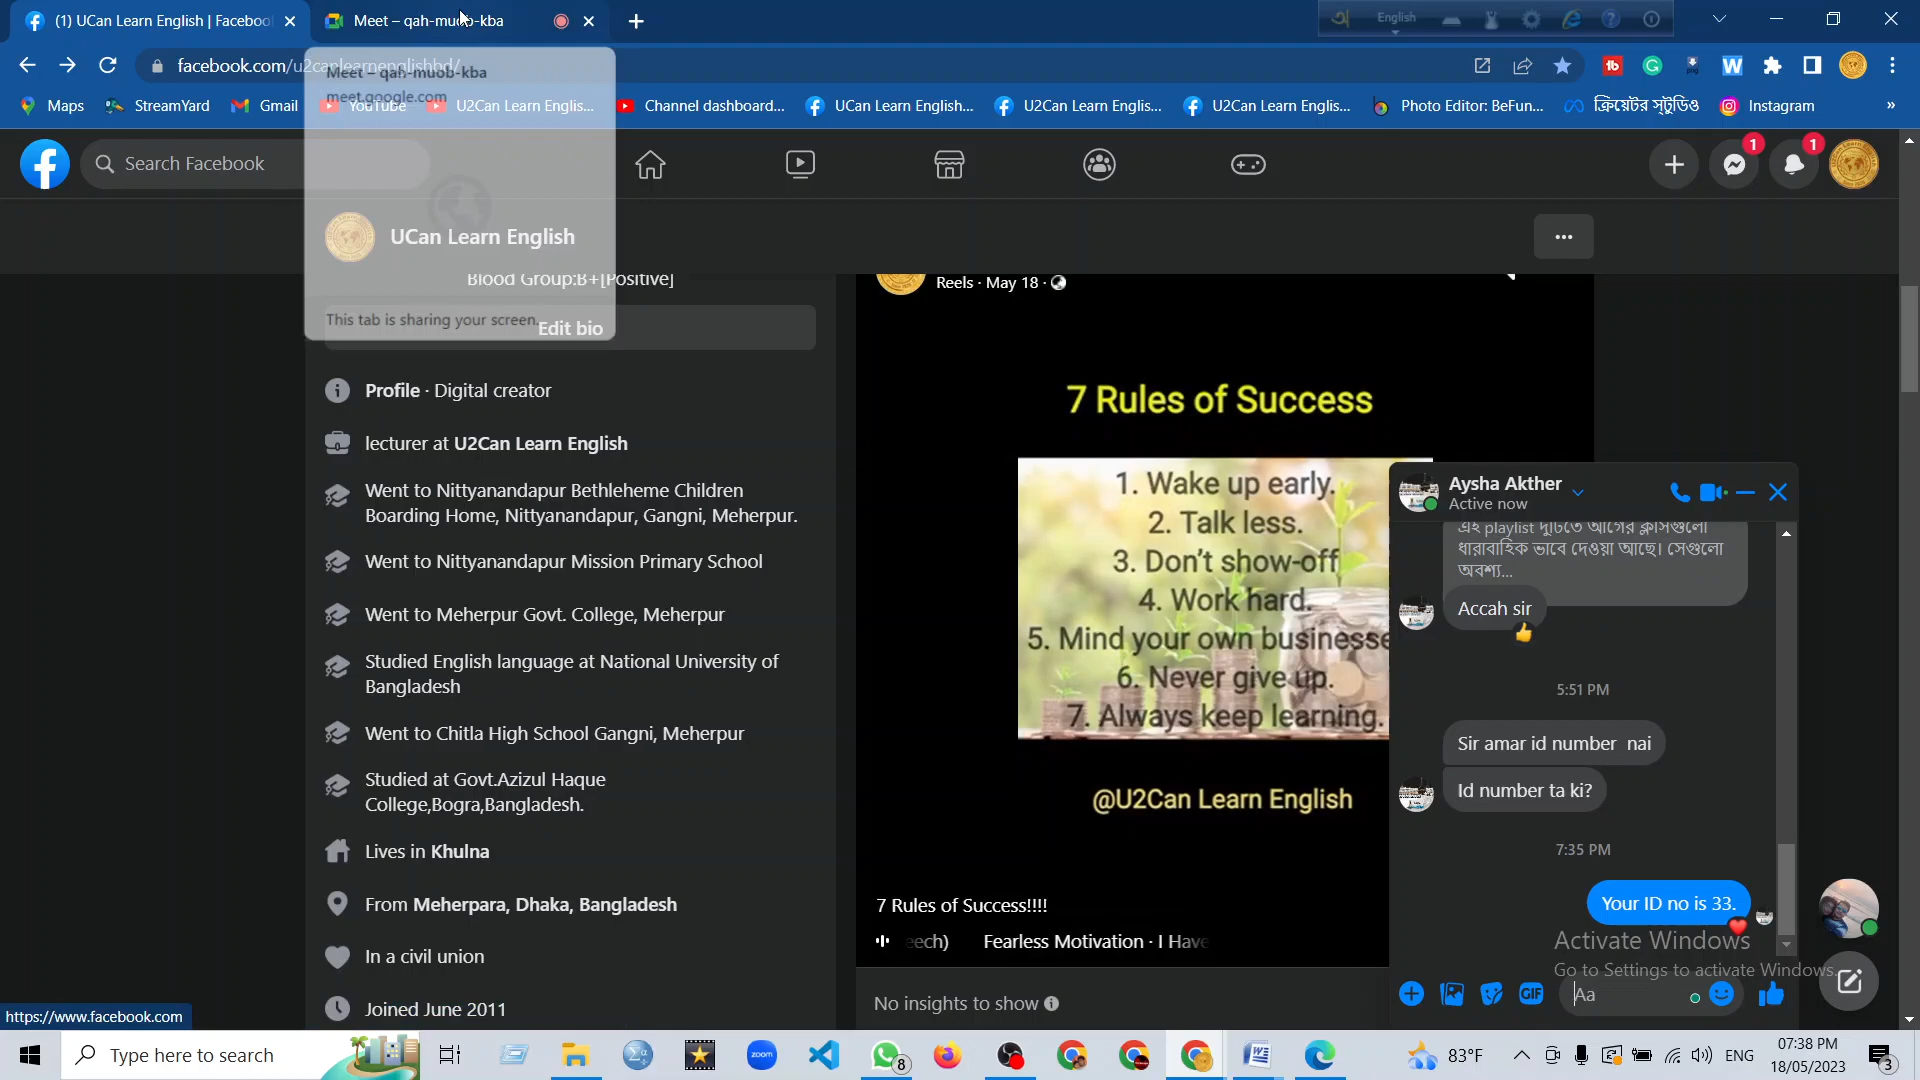 (1) UCan Learn English | Faceboo
Meet – qah-muob-kba
English
facebook.com/u2canlearnenglishbd/
Meet – qah-muob-kba
meet.google.com
Maps
StreamYard
Gmail
YouTube
U2Can Learn Englis...
Channel dashboard...
UCan Learn English...
U2Can Learn Englis...
U2Can Learn Englis...
Photo Editor: BeFun...
ক্রিয়েটর স্টুডিও
Instagram
»
Search Facebook
1
1
UCan Learn English
Blood Group:B+[Positive]
This tab is sharing your screen.
Edit bio
Profile · Digital creator
lecturer at U2Can Learn English
Went to Nittyanandapur Bethleheme Children
Boarding Home, Nittyanandapur, Gangni, Meherpur.
Went to Nittyanandapur Mission Primary School
Went to Meherpur Govt. College, Meherpur
Studied English language at National University of
Bangladesh
Went to Chitla High School Gangni, Meherpur
Studied at Govt.Azizul Haque
College,Bogra,Bangladesh.
Lives in Khulna
From Meherpara, Dhaka, Bangladesh
In a civil union
Joined June 2011
https://www.facebook.com
Reels · May 18 ·
7 Rules of Success
1. Wake up early.
2. Talk less.
3. Don't show-off
4. Work hard.
5. Mind your own businesse
6. Never give up.
7. Always keep learning.
@U2Can Learn English
7 Rules of Success!!!!
eech) Fearless Motivation · I Have
No insights to show
Aysha Akther
Active now
এই playlist দুটিতে আগের ক্লাসগুলো
ধারাবাহিক ভাবে দেওয়া আছে। সেগুলো
অবশ্য...
Accah sir
5:51 PM
Sir amar id number nai
Id number ta ki?
7:35 PM
Your ID no is 33.
Activate Windows
Go to Settings to activate Windows.
GIF
Aa
Type here to search
zoom
8
83°F
ENG
07:38 PM
18/05/2023
3